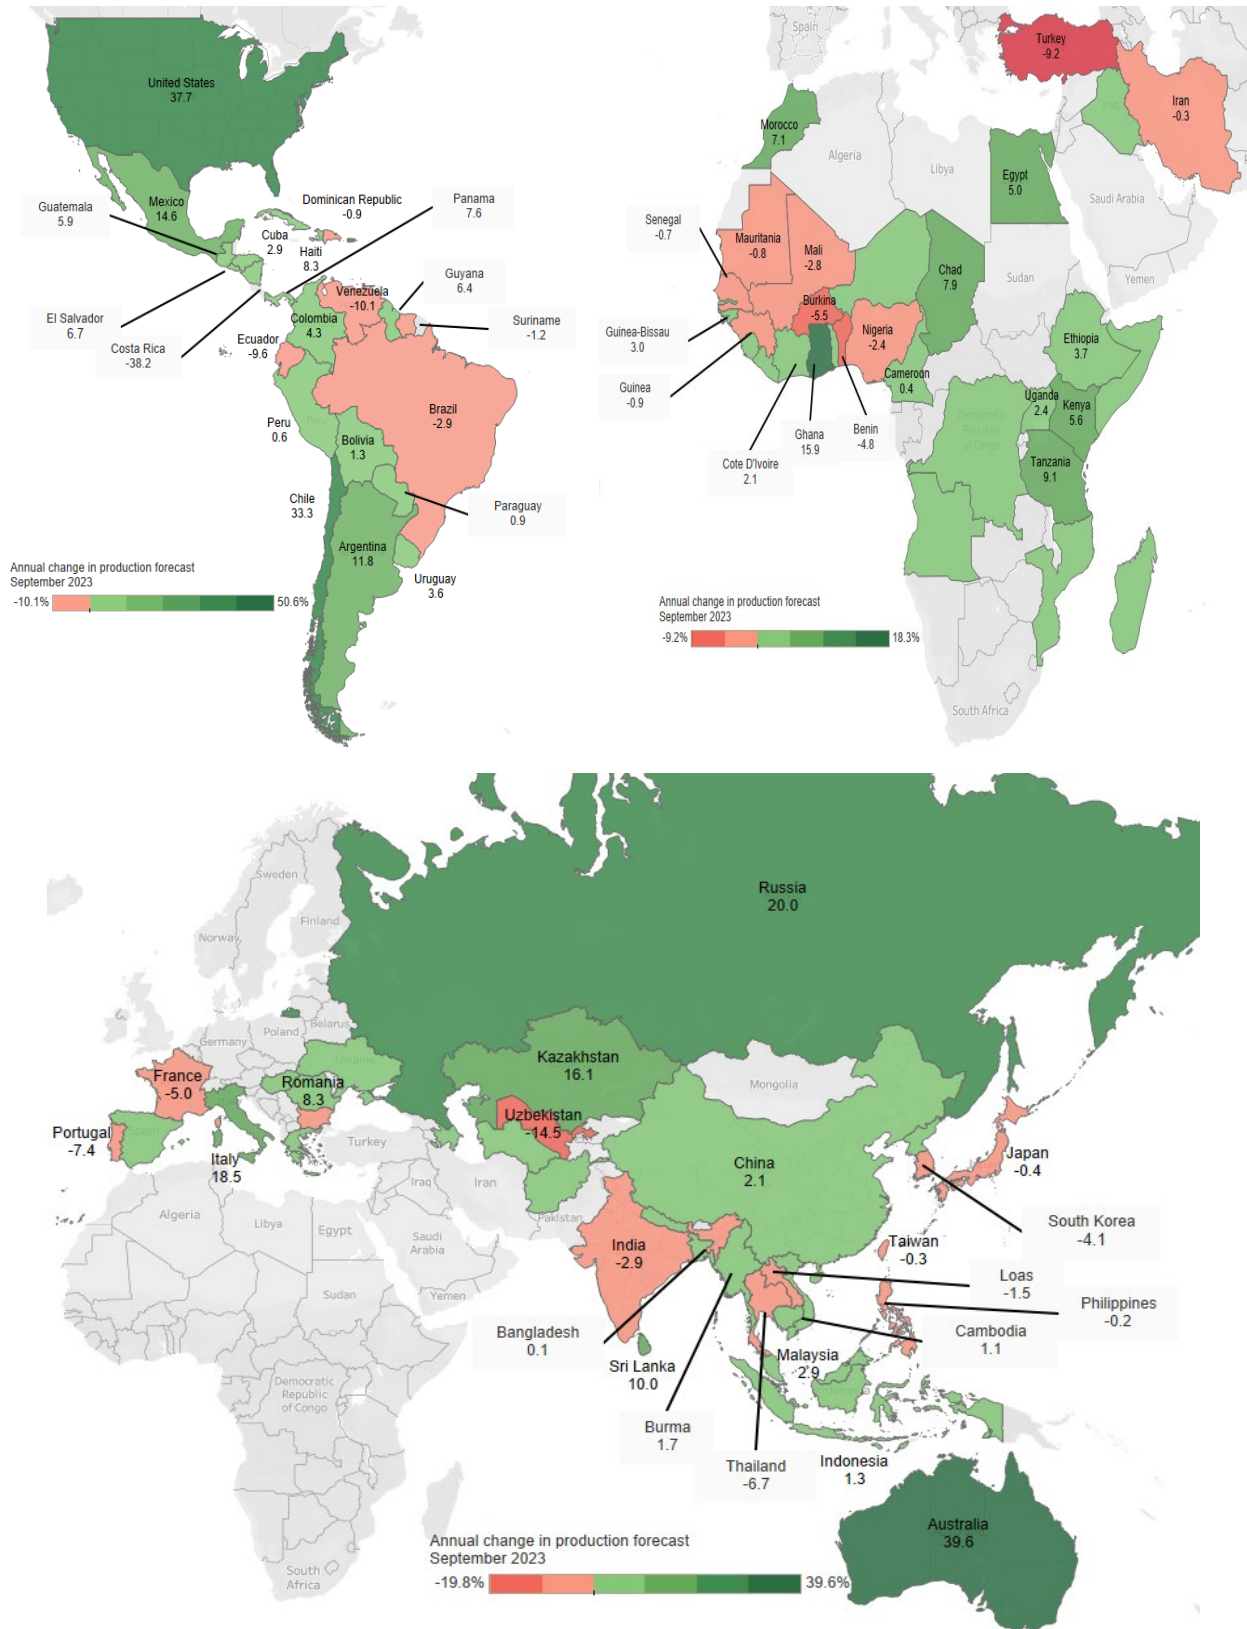 United States
37.7
Mexico
14.6
Guatemala
5.9
Dominican Republic
-0.9
Panama
7.6
Cuba
2.9
Haiti
8.3
Guyana
6.4
Venezuela
-10.1
El Salvador
6.7
Colombia
4.3
Suriname
-1.2
Costa Rica
-38.2
Ecuador
-9.6
Brazil
-2.9
Peru
Peru
0.6
Bolivia
1.3
Chile
33.3
Paraguay
0.9
Argentina
11.8
Uruguay
3.6
Annual change in production forecast
September 2023
-10.1%
50.6%
Spain
Turkey
-9.2
Iran
-0.3
Iraq
Morocco
7.1
Algeria
Libya
Egypt
5.0
Saudi Arabia
Senegal
-0.7
Mauritania
-0.8
Mali
-2.8
Chad
7.9
Sudan
Yemen
Burkina
-5.5
Guinea-Bissau
3.0
Nigeria
-2.4
Ethiopia
3.7
Guinea
-0.9
Cameroon
0.4
Uganda
2.4
Kenya
5.6
Democratic
Republic
of Congo
Benin
-4.8
Ghana
15.9
Cote D'Ivoire
2.1
Tanzania
9.1
Annual change in production forecast
September 2023
-9.2%
18.3%
South Africa
Russia
20.0
Sweden
Finland
Norway
Poland
Belarus
Germany
Ukraine
France
-5.0
Romania
8.3
Kazakhstan
16.1
Mongolia
Uzbekistan
-14.5
Portugal
-7.4
Spain
Italy
18.5
Turkey
China
2.1
Japan
-0.4
Iraq
Iran
Algeria
Libya
Egypt
Pakistan
South Korea
-4.1
Saudi
Arabia
India
-2.9
Taiwan
-0.3
Loas
-1.5
Sudan
Yemen
Philippines
-0.2
Bangladesh
0.1
Cambodia
1.1
Sri Lanka
10.0
Malaysia
2.9
Indonesia
Democratic
Republic
of Congo
Burma
1.7
Thailand
-6.7
Indonesia
1.3
Australia
39.6
Annual change in production forecast
September 2023
-19.8%
39.6%
South
Africa